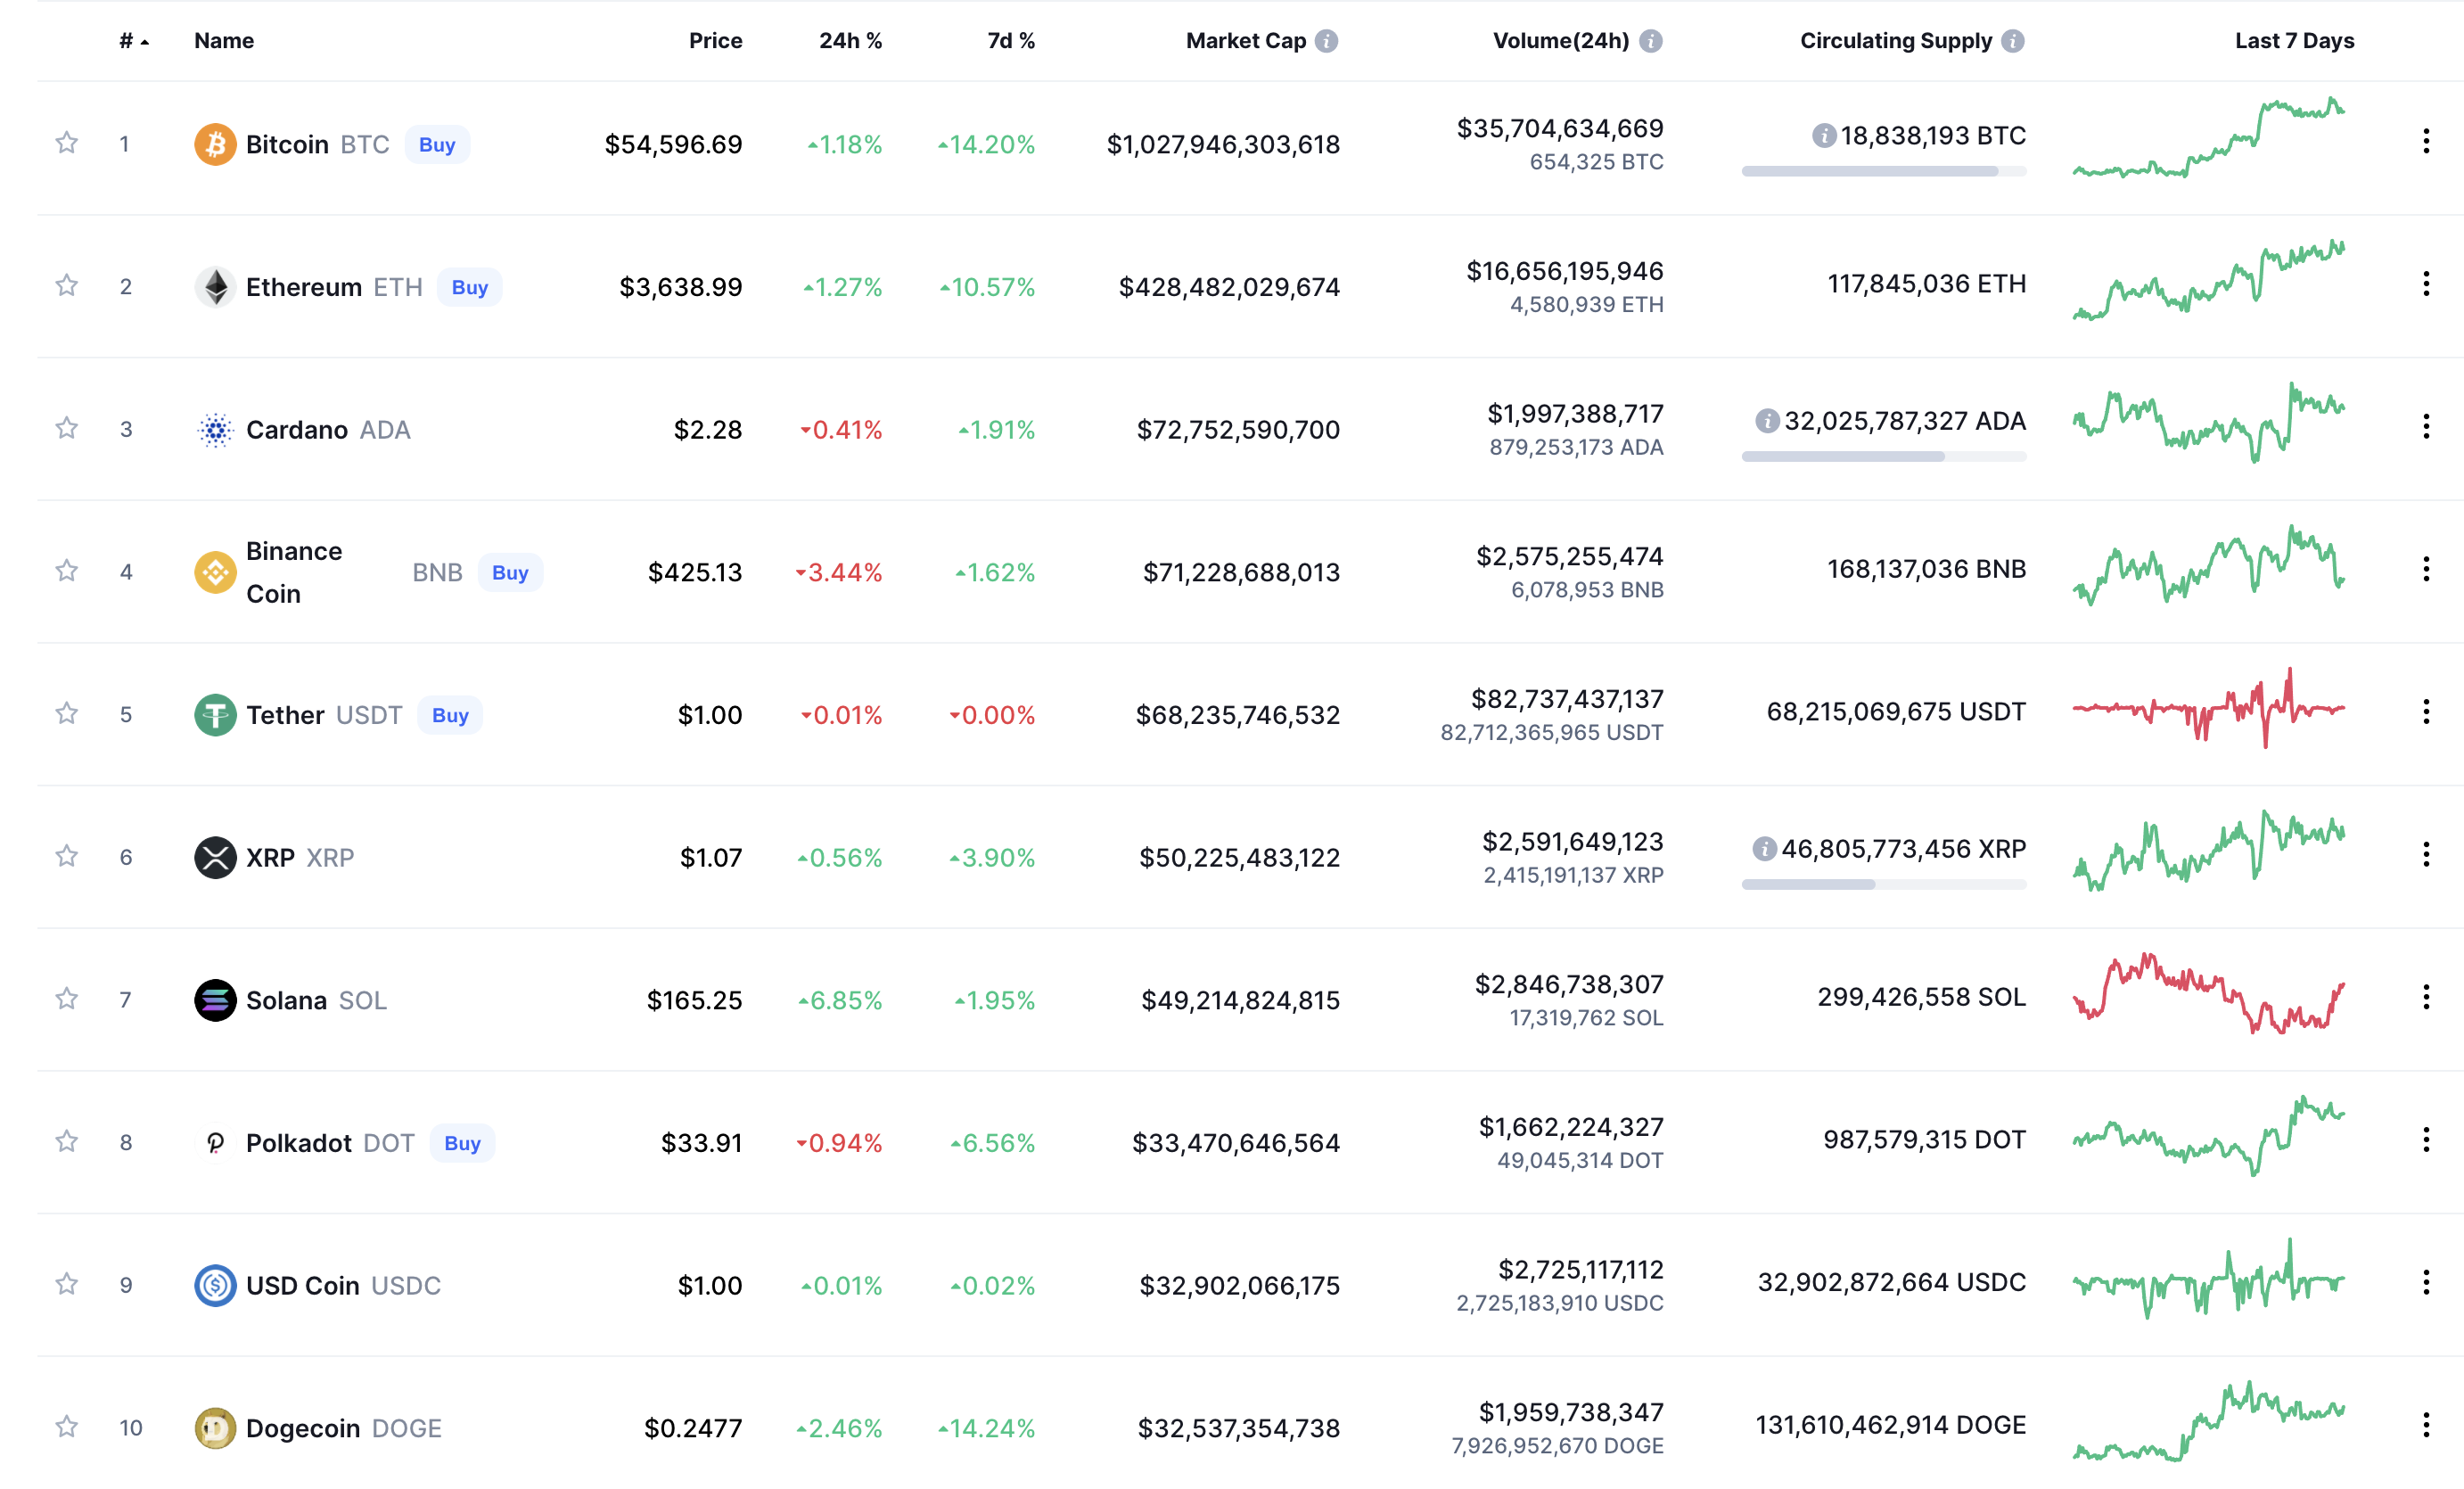 # Name Price 24h % 7d % Market Cap Volume(24h) Circulating Supply Last 7 Days
1 Bitcoin BTC Buy $54,596.69 1.18% 14.20% $1,027,946,303,618 $35,704,634,669 18,838,193 BTC
654,325 BTC
2 Ethereum ETH Buy $3,638.99 1.27% 10.57% $428,482,029,674 $16,656,195,946 117,845,036 ETH
4,580,939 ETH
3 Cardano ADA $2.28 0.41% 1.91% $72,752,590,700 $1,997,388,717 32,025,787,327 ADA
879,253,173 ADA
4 Binance Coin BNB Buy $425.13 3.44% 1.62% $71,228,688,013 $2,575,255,474 168,137,036 BNB
6,078,953 BNB
5 Tether USDT Buy $1.00 0.01% 0.00% $68,235,746,532 $82,737,437,137 68,215,069,675 USDT
82,712,365,965 USDT
6 XRP XRP $1.07 0.56% 3.90% $50,225,483,122 $2,591,649,123 46,805,773,456 XRP
2,415,191,137 XRP
7 Solana SOL $165.25 6.85% 1.95% $49,214,824,815 $2,846,738,307 299,426,558 SOL
17,319,762 SOL
8 Polkadot DOT Buy $33.91 0.94% 6.56% $33,470,646,564 $1,662,224,327 987,579,315 DOT
49,045,314 DOT
9 USD Coin USDC $1.00 0.01% 0.02% $32,902,066,175 $2,725,117,112 32,902,872,664 USDC
2,725,183,910 USDC
10 Dogecoin DOGE $0.2477 2.46% 14.24% $32,537,354,738 $1,959,738,347 131,610,462,914 DOGE
7,926,952,670 DOGE